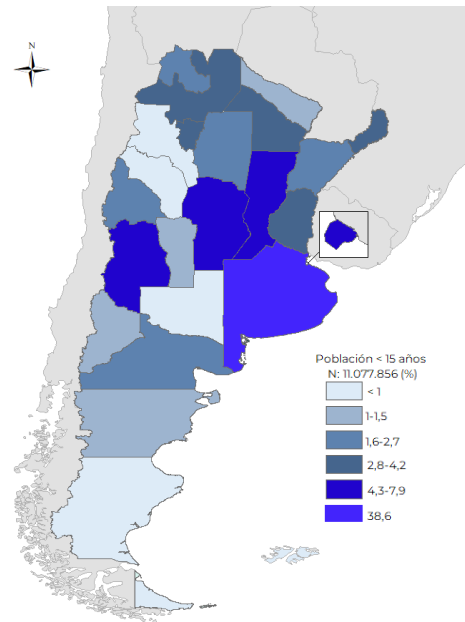 N
Población < 15 años
N: 11.077.856 (%)
< 1
1-1,5
1,6-2,7
2,8-4,2
4,3-7,9
38,6